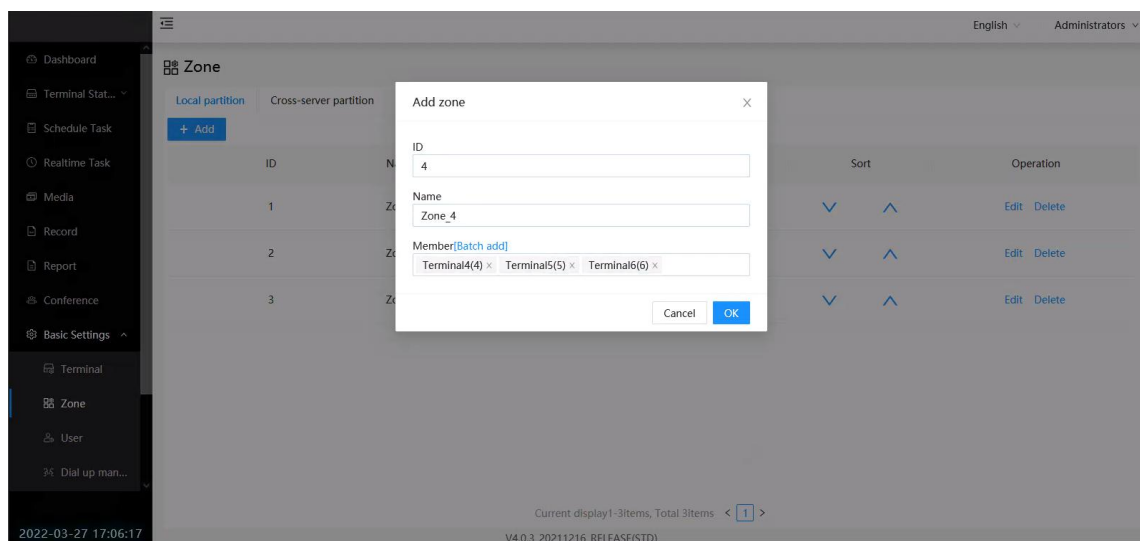 English Administrators
Dashboard
Terminal Stat...
Schedule Task
Realtime Task
Media
Record
Report
Conference
Basic Settings
Terminal
Zone
User
Dial up man...
2022-03-27 17:06:17
Zone
Local partition Cross-server partition
+ Add
ID Sort Operation
1 Edit Delete
2 Edit Delete
3 Edit Delete
Add zone
ID
4
Name
Zone_4
Member[Batch add]
Terminal4(4) × Terminal5(5) × Terminal6(6) ×
Cancel OK
Current display1-3items, Total 3items < 1 >
V4.0.3_20211216_RELEASE(STD)